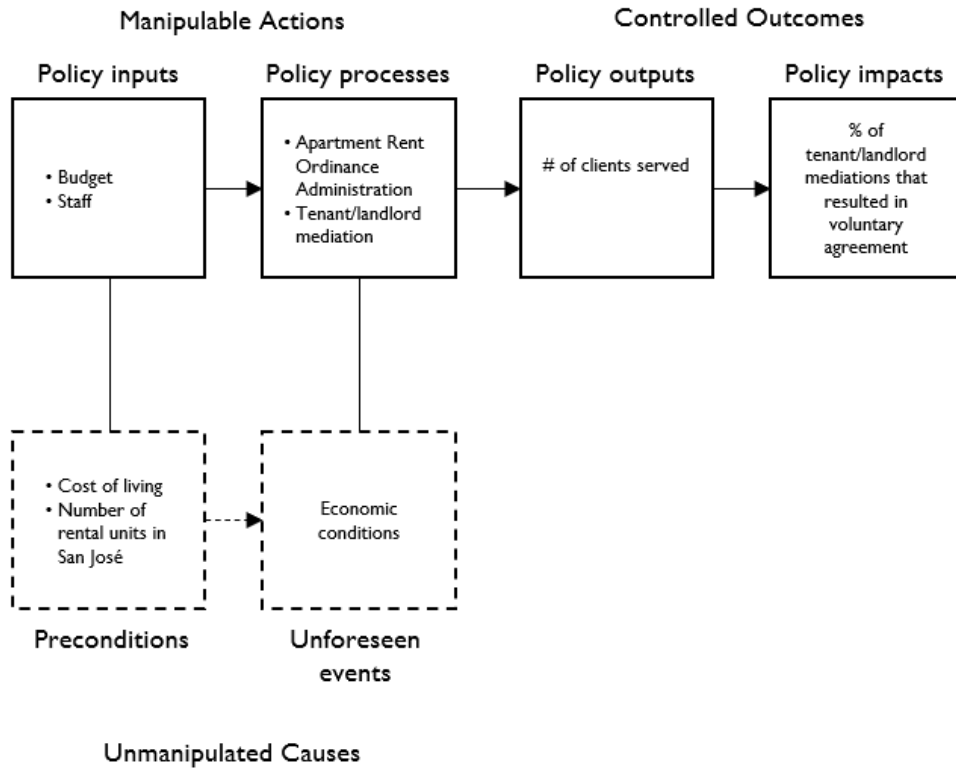 Manipulable Actions
Controlled Outcomes
Policy inputs
Policy processes
Policy outputs
Policy impacts
• Budget
• Staff
• Apartment Rent
Ordinance
Administration
• Tenant/landlord
mediation
# of clients served
% of
tenant/landlord
mediations that
resulted in
voluntary
agreement
• Cost of living
• Number of
rental units in
San José
Economic
conditions
Preconditions
Unforeseen
events
Unmanipulated Causes